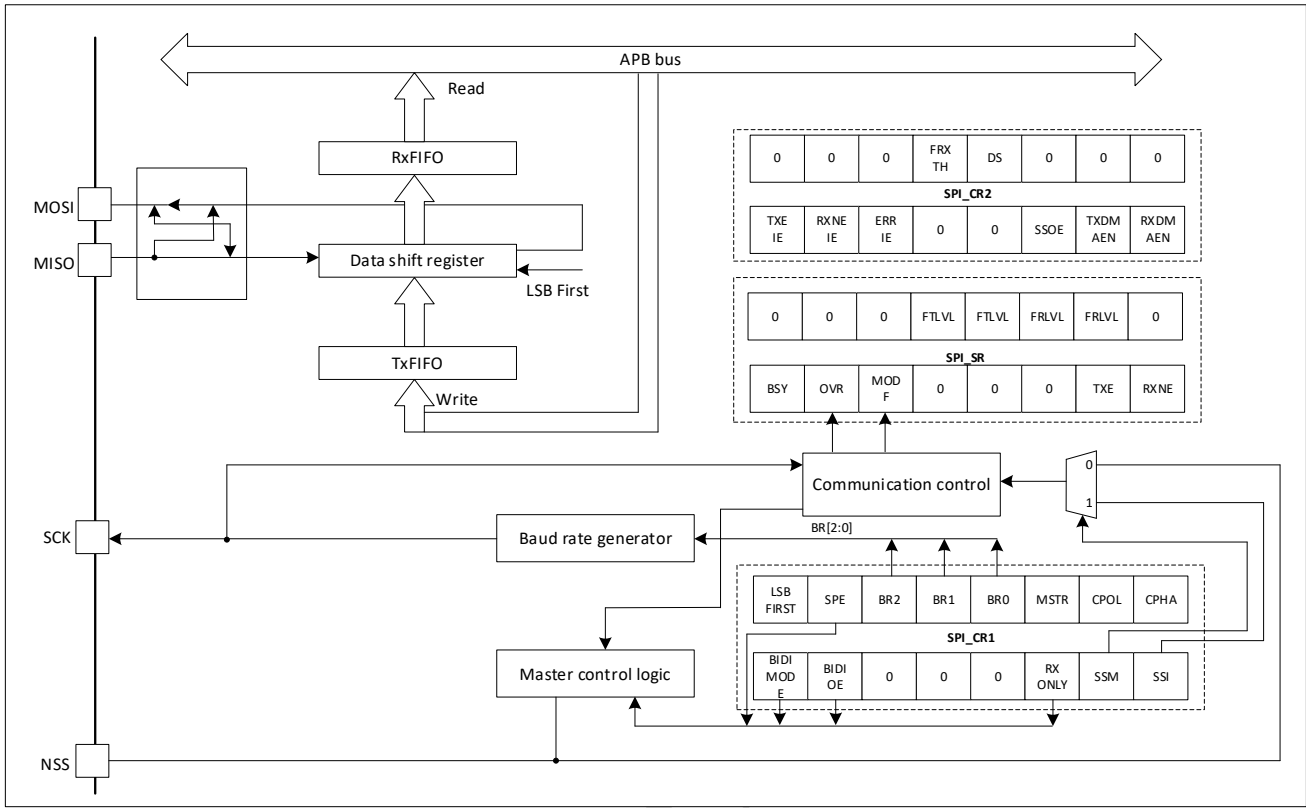 APB bus
Read
RxFIFO
MOSI
MISO
Data shift register
LSB First
TxFIFO
Write
0 0 0 FRX DS 0 0 0
TH
SPI_CR2
TXE RXNE ERR 0 0 SSOE TXDM RXDM
IE IE IE AEN AEN
0 0 0 FTLVL FTLVL FRLVL FRLVL 0
SPI_SR
BSY OVR MOD 0 0 0 TXE RXNE
F
Communication control
0
1
SCK
Baud rate generator
BR[2:0]
LSB SPE BR2 BR1 BR0 MSTR CPOL CPHA
FIRST
SPI_CR1
Master control logic
BIDI BIDI 0 0 0 RX SSM SSI
MOD OE ONLY
E
NSS